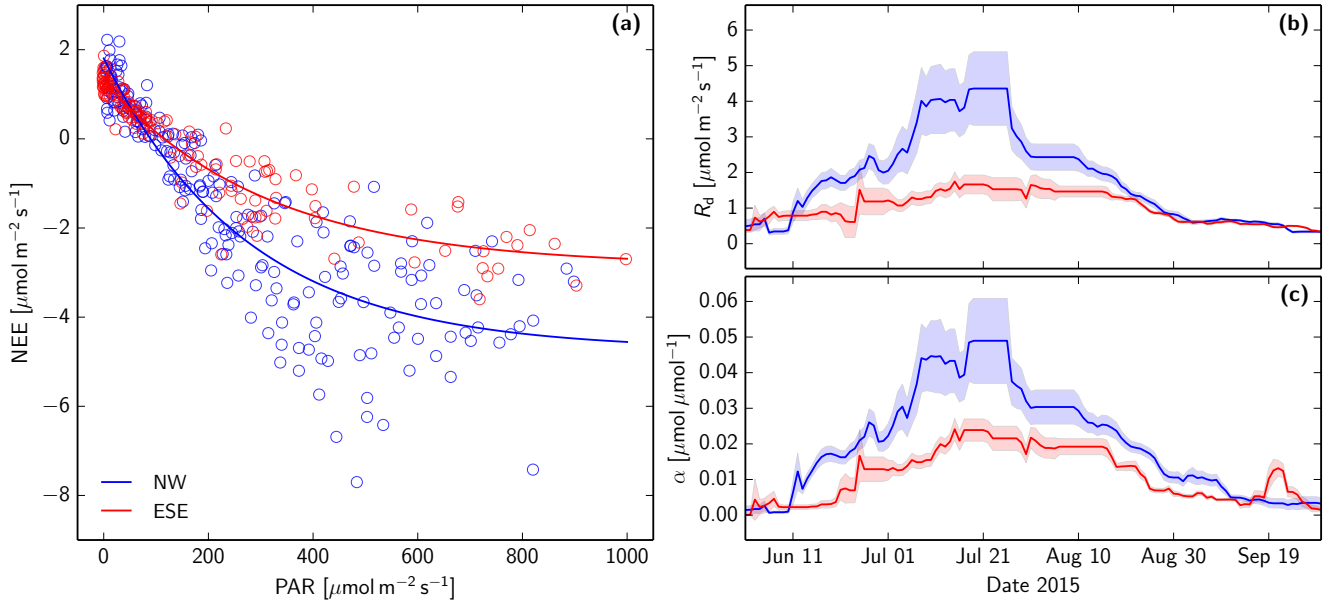 (a)
2
0
−2
−4
−6
−8
NEE [μmol m⁻² s⁻¹]
NW
ESE
0 200 400 600 800 1000
PAR [μmol m⁻² s⁻¹]
(b)
6
5
4
3
2
1
0
R_d [μmol m⁻² s⁻¹]
(c)
0.06
0.05
0.04
0.03
0.02
0.01
0.00
α [μmol μmol⁻¹]
Jun 11 Jul 01 Jul 21 Aug 10 Aug 30 Sep 19
Date 2015